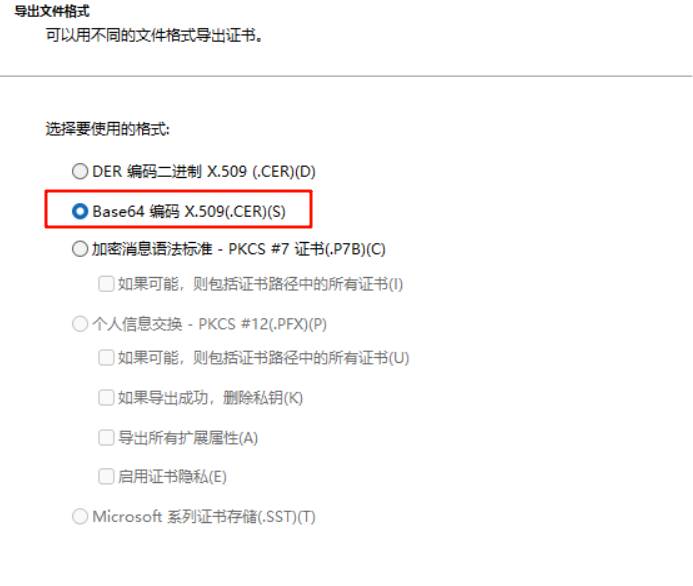 导出文件格式
可以用不同的文件格式导出证书。
选择要使用的格式:
DER 编码二进制 X.509 (.CER)(D)
Base64 编码 X.509(.CER)(S)
加密消息语法标准 - PKCS #7 证书(.P7B)(C)
如果可能，则包括证书路径中的所有证书(I)
个人信息交换 - PKCS #12(.PFX)(P)
如果可能，则包括证书路径中的所有证书(U)
如果导出成功，删除私钥(K)
导出所有扩展属性(A)
启用证书隐私(E)
Microsoft 系列证书存储(.SST)(T)